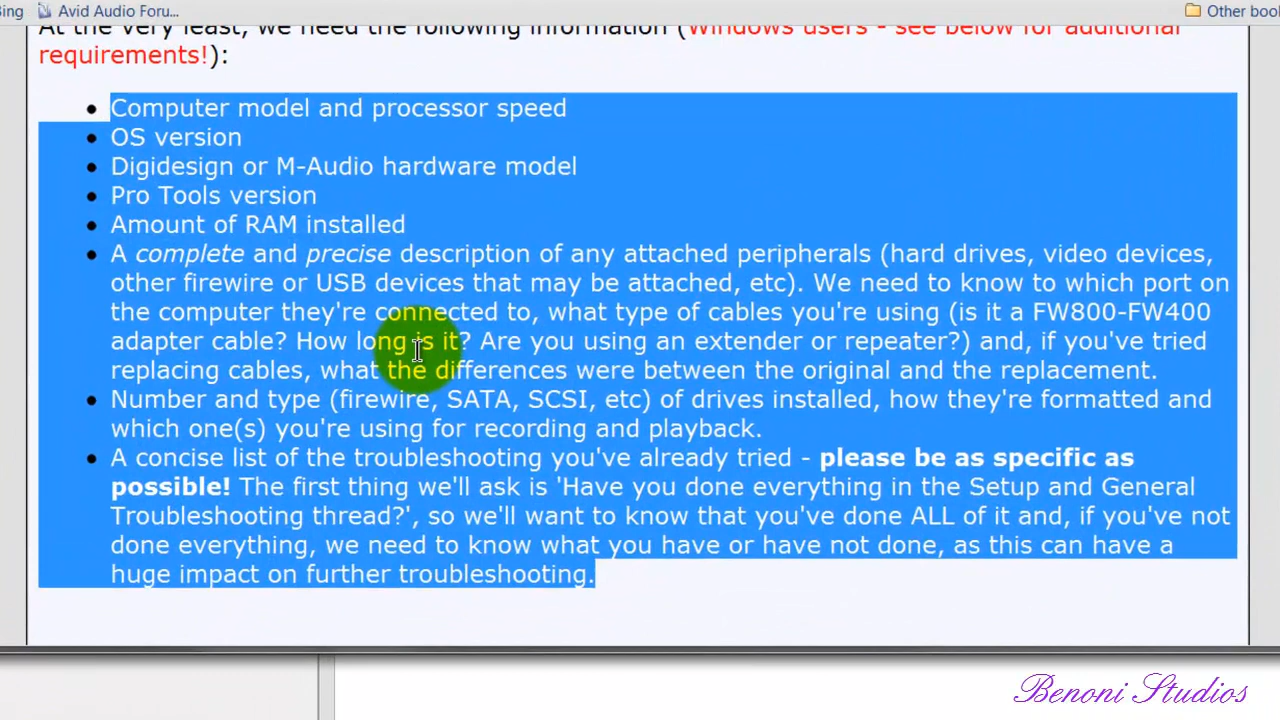 Bing
Avid Audio Foru...
Other book
At the very least, we need the following information (Windows users - see below for additional
requirements!):
Computer model and processor speed
OS version
Digidesign or M-Audio hardware model
Pro Tools version
Amount of RAM installed
A complete and precise description of any attached peripherals (hard drives, video devices,
other firewire or USB devices that may be attached, etc). We need to know to which port on
the computer they're connected to, what type of cables you're using (is it a FW800-FW400
adapter cable? How long is it? Are you using an extender or repeater?) and, if you've tried
replacing cables, what the differences were between the original and the replacement.
Number and type (firewire, SATA, SCSI, etc) of drives installed, how they're formatted and
which one(s) you're using for recording and playback.
A concise list of the troubleshooting you've already tried - please be as specific as
possible! The first thing we'll ask is 'Have you done everything in the Setup and General
Troubleshooting thread?', so we'll want to know that you've done ALL of it and, if you've not
done everything, we need to know what you have or have not done, as this can have a
huge impact on further troubleshooting.
Benoni Studios